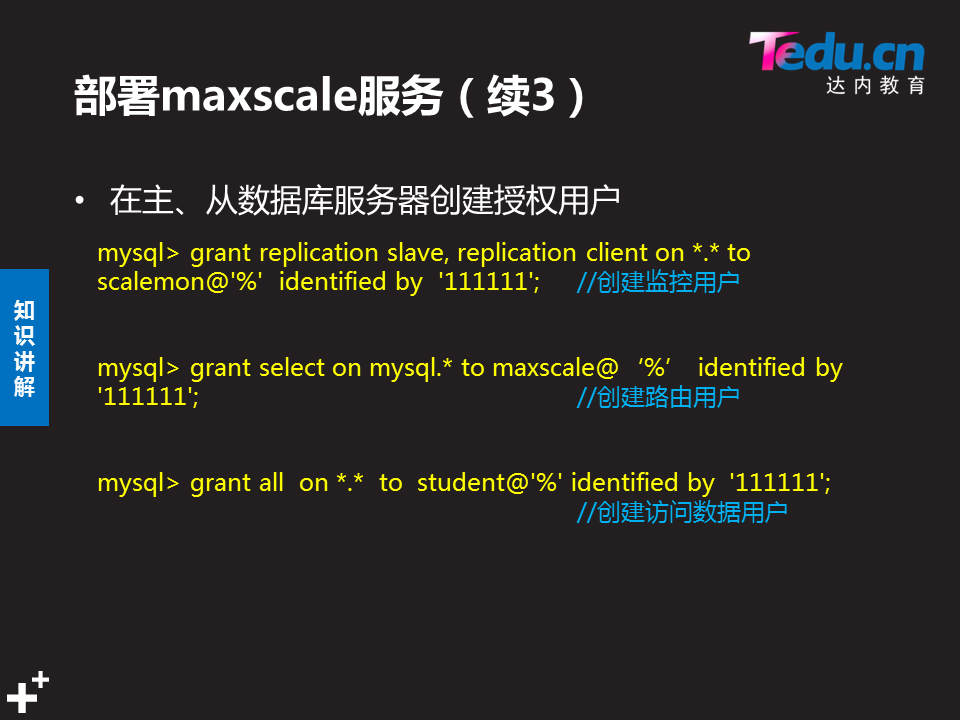 Tedu.cn
达内教育
部署maxscale服务（续3）
• 在主、从数据库服务器创建授权用户
mysql> grant replication slave, replication client on *.* to
scalemon@'%'  identified by  '111111';    //创建监控用户
mysql> grant select on mysql.* to maxscale@‘%’ identified by
'111111';    //创建路由用户
mysql> grant all  on *.*  to  student@'%' identified by  '111111';
//创建访问数据用户
知
识
讲
解